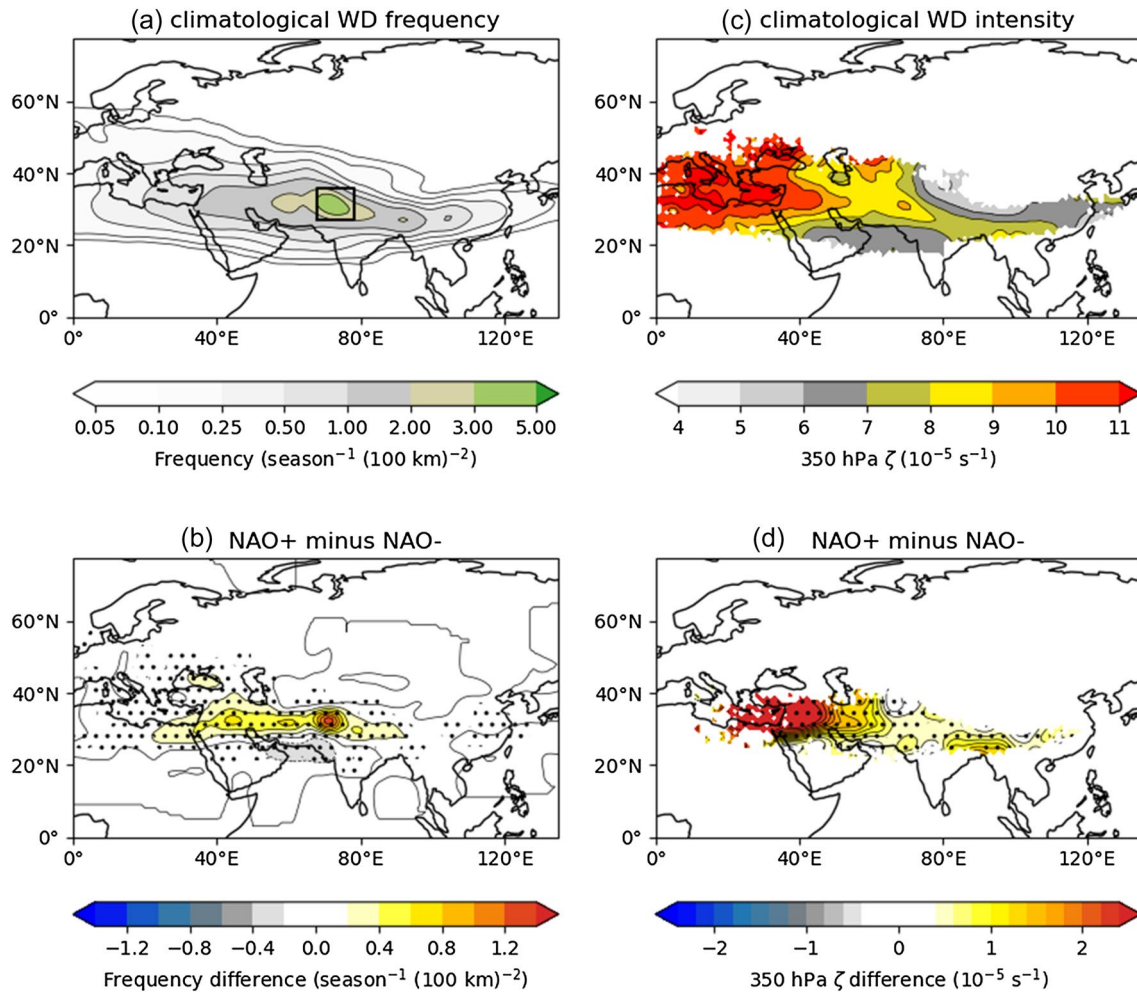 (a) climatological WD frequency
60°N
40°N
20°N
0°
0° 40°E 80°E 120°E
0.05 0.10 0.25 0.50 1.00 2.00 3.00 5.00
Frequency (season⁻¹ (100 km)⁻²)
(c) climatological WD intensity
60°N
40°N
20°N
0°
0° 40°E 80°E 120°E
4 5 6 7 8 9 10 11
350 hPa ζ (10⁻⁵ s⁻¹)
(b) NAO+ minus NAO-
60°N
40°N
20°N
0°
0° 40°E 80°E 120°E
−1.2 −0.8 −0.4 0.0 0.4 0.8 1.2
Frequency difference (season⁻¹ (100 km)⁻²)
(d) NAO+ minus NAO-
60°N
40°N
20°N
0°
0° 40°E 80°E 120°E
−2 −1 0 1 2
350 hPa ζ difference (10⁻⁵ s⁻¹)